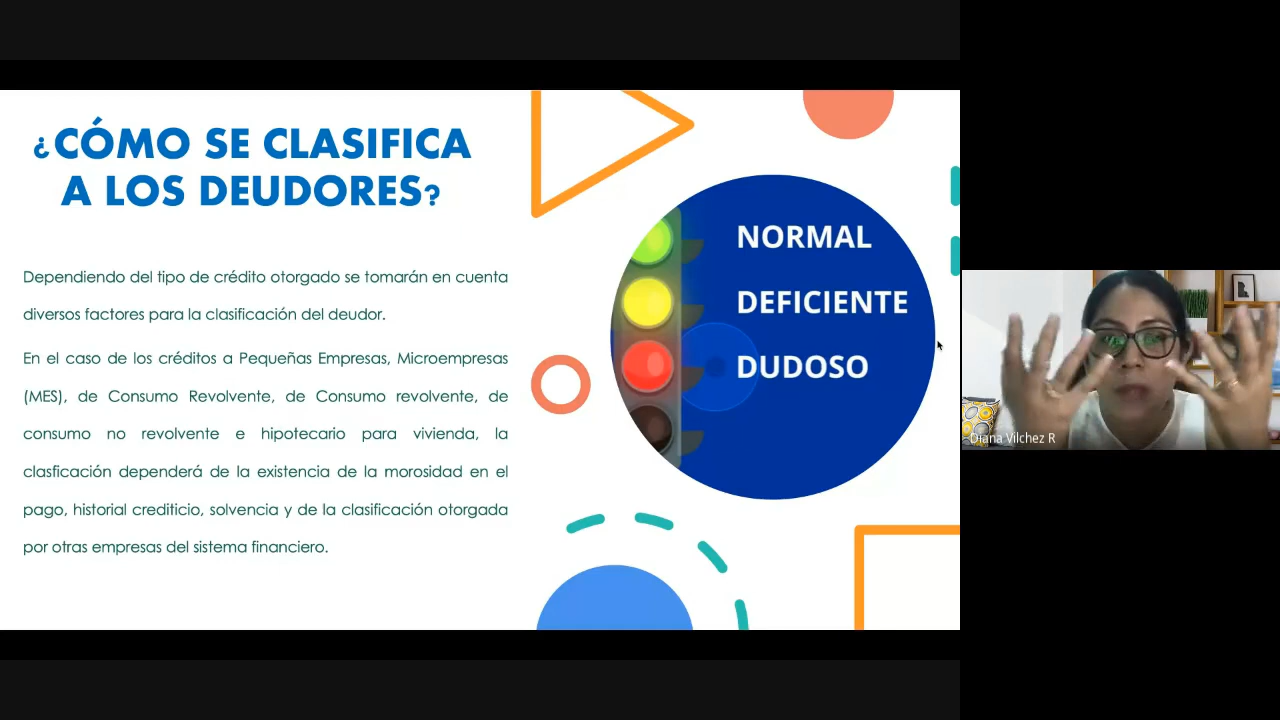 ¿CÓMO SE CLASIFICA
A LOS DEUDORES?
Dependiendo del tipo de crédito otorgado se tomarán en cuenta
diversos factores para la clasificación del deudor.
En el caso de los créditos a Pequeñas Empresas, Microempresas
(MES), de Consumo Revolvente, de Consumo revolvente, de
consumo no revolvente e hipotecario para vivienda, la
clasficación dependerá de la existencia de la morosidad en el
pago, historial crediticio, solvencia y de la clasificación otorgada
por otras empresas del sistema financiero.
NORMAL
DEFICIENTE
DUDOSO
Diana Vilchez R